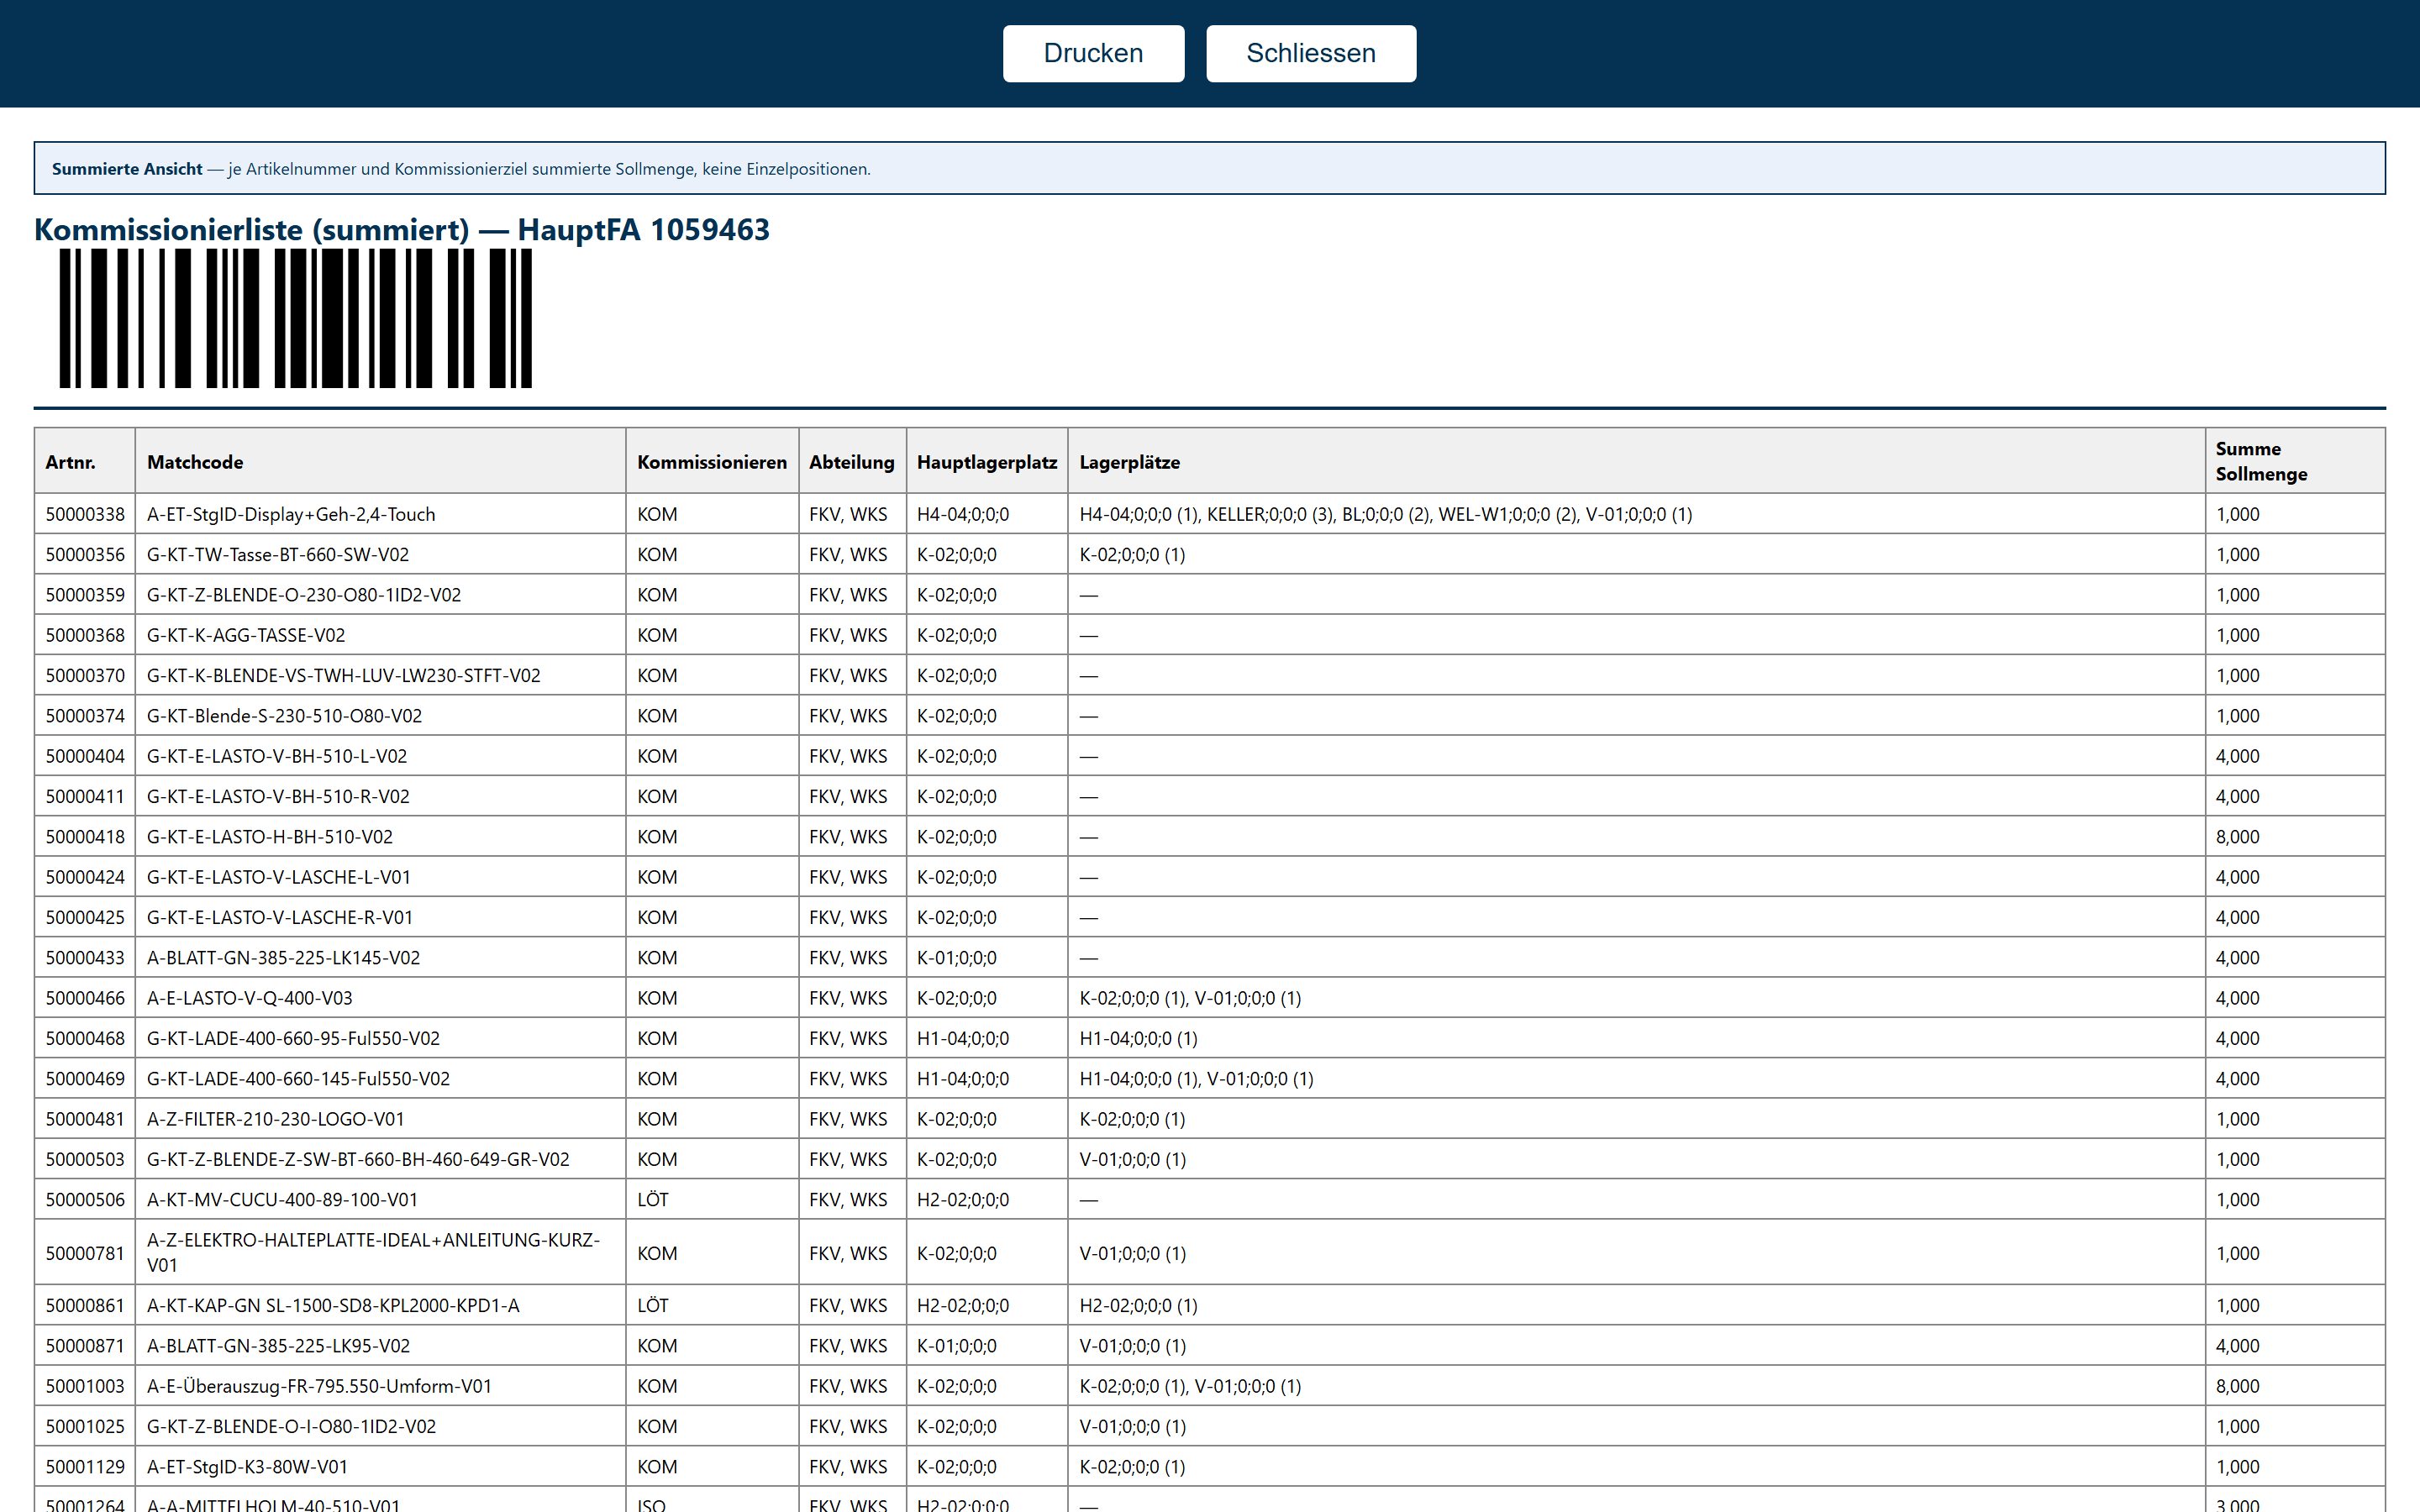 Drucken Schliessen
Summierte Ansicht — je Artikelnummer und Kommissionierziel summierte Sollmenge, keine Einzelpositionen.
Kommissionierliste (summiert) — HauptFA 1059463
Artnr. Matchcode Kommissionieren Abteilung Hauptlagerplatz Lagerplätze Summe Sollmenge
50000338 A-ET-StgID-Display+Geh-2,4-Touch KOM FKV, WKS H4-04;0;0;0 H4-04;0;0;0 (1), KELLER;0;0;0 (3), BL;0;0;0 (2), WEL-W1;0;0;0 (2), V-01;0;0;0 (1) 1,000
50000356 G-KT-TW-Tasse-BT-660-SW-V02 KOM FKV, WKS K-02;0;0;0 K-02;0;0;0 (1) 1,000
50000359 G-KT-Z-BLENDE-O-230-O80-1ID2-V02 KOM FKV, WKS K-02;0;0;0 — 1,000
50000368 G-KT-K-AGG-TASSE-V02 KOM FKV, WKS K-02;0;0;0 — 1,000
50000370 G-KT-K-BLENDE-VS-TWH-LUV-LW230-STFT-V02 KOM FKV, WKS K-02;0;0;0 — 1,000
50000374 G-KT-Blende-S-230-510-O80-V02 KOM FKV, WKS K-02;0;0;0 — 1,000
50000404 G-KT-E-LASTO-V-BH-510-L-V02 KOM FKV, WKS K-02;0;0;0 — 4,000
50000411 G-KT-E-LASTO-V-BH-510-R-V02 KOM FKV, WKS K-02;0;0;0 — 4,000
50000418 G-KT-E-LASTO-H-BH-510-V02 KOM FKV, WKS K-02;0;0;0 — 8,000
50000424 G-KT-E-LASTO-V-LASCHE-L-V01 KOM FKV, WKS K-02;0;0;0 — 4,000
50000425 G-KT-E-LASTO-V-LASCHE-R-V01 KOM FKV, WKS K-02;0;0;0 — 4,000
50000433 A-BLATT-GN-385-225-LK145-V02 KOM FKV, WKS K-01;0;0;0 — 4,000
50000466 A-E-LASTO-V-Q-400-V03 KOM FKV, WKS K-02;0;0;0 K-02;0;0;0 (1), V-01;0;0;0 (1) 4,000
50000468 G-KT-LADE-400-660-95-Ful550-V02 KOM FKV, WKS H1-04;0;0;0 H1-04;0;0;0 (1) 4,000
50000469 G-KT-LADE-400-660-145-Ful550-V02 KOM FKV, WKS H1-04;0;0;0 H1-04;0;0;0 (1), V-01;0;0;0 (1) 4,000
50000481 A-Z-FILTER-210-230-LOGO-V01 KOM FKV, WKS K-02;0;0;0 K-02;0;0;0 (1) 1,000
50000503 G-KT-Z-BLENDE-Z-SW-BT-660-BH-460-649-GR-V02 KOM FKV, WKS K-02;0;0;0 V-01;0;0;0 (1) 1,000
50000506 A-KT-MV-CUCU-400-89-100-V01 LÖT FKV, WKS H2-02;0;0;0 — 1,000
50000781 A-Z-ELEKTRO-HALTEPLATTE-IDEAL+ANLEITUNG-KURZ-V01 KOM FKV, WKS K-02;0;0;0 V-01;0;0;0 (1) 1,000
50000861 A-KT-KAP-GN SL-1500-SD8-KPL2000-KPD1-A LÖT FKV, WKS H2-02;0;0;0 H2-02;0;0;0 (1) 1,000
50000871 A-BLATT-GN-385-225-LK95-V02 KOM FKV, WKS K-01;0;0;0 V-01;0;0;0 (1) 4,000
50001003 A-E-Überauszug-FR-795.550-Umform-V01 KOM FKV, WKS K-02;0;0;0 K-02;0;0;0 (1), V-01;0;0;0 (1) 8,000
50001025 G-KT-Z-BLENDE-O-I-O80-1ID2-V02 KOM FKV, WKS K-02;0;0;0 V-01;0;0;0 (1) 1,000
50001129 A-ET-StgID-K3-80W-V01 KOM FKV, WKS K-02;0;0;0 K-02;0;0;0 (1) 1,000
50001264 A-A-MITTELHOLM-40-510-V01 ISO FKV, WKS H2-02;0;0;0 — 3,000